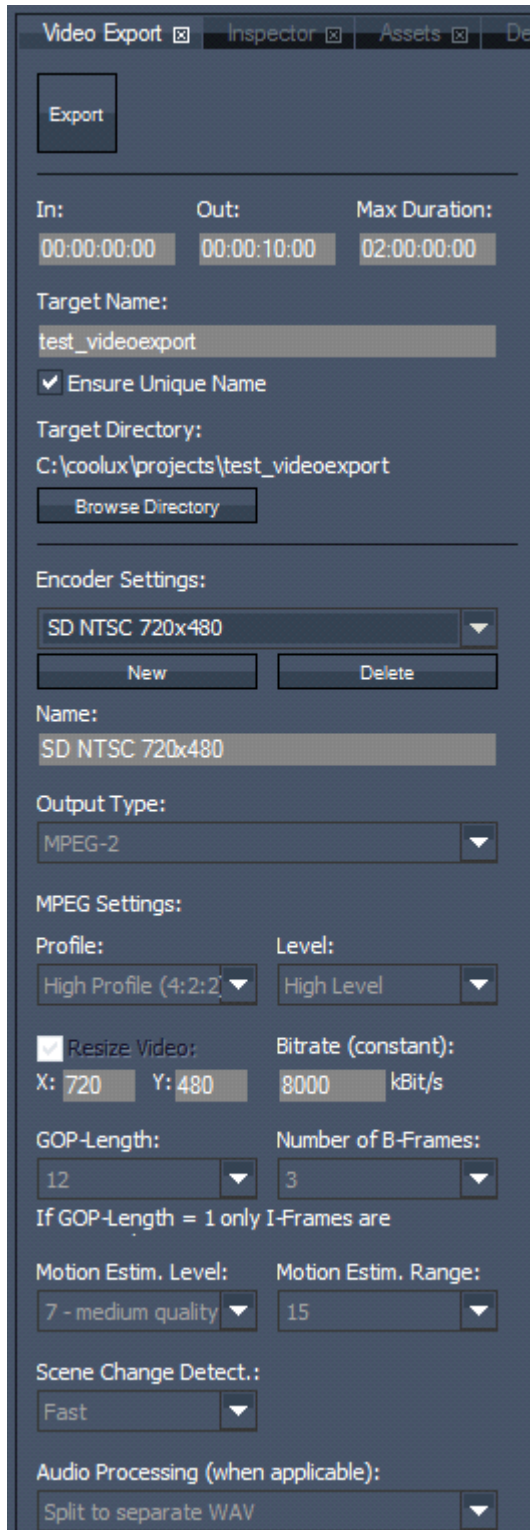 Video Export Inspector Assets De
Export
In: Out: Max Duration:
00:00:00:00 00:00:10:00 02:00:00:00
Target Name:
test_videoexport
Ensure Unique Name
Target Directory:
C:\coolux\projects\test_videoexport
Browse Directory
Encoder Settings:
SD NTSC 720x480
New Delete
Name:
SD NTSC 720x480
Output Type:
MPEG-2
MPEG Settings:
Profile: Level:
High Profile (4:2:2) High Level
Resize Video: Bitrate (constant):
X: 720 Y: 480 8000 kBit/s
GOP-Length: Number of B-Frames:
12 3
If GOP-Length = 1 only I-Frames are
Motion Estim. Level: Motion Estim. Range:
7 - medium quality 15
Scene Change Detect.:
Fast
Audio Processing (when applicable):
Split to separate WAV